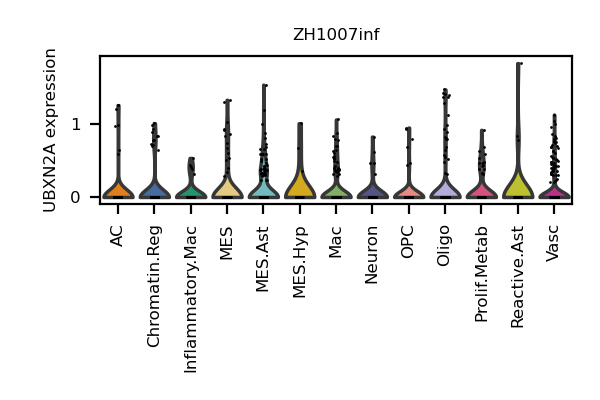 ZH1007inf
UBXN2A expression
1
0
AC
Chromatin.Reg
Inflammatory.Mac
MES
MES.Ast
MES.Hyp
Mac
Neuron
OPC
Oligo
Prolif.Metab
Reactive.Ast
Vasc